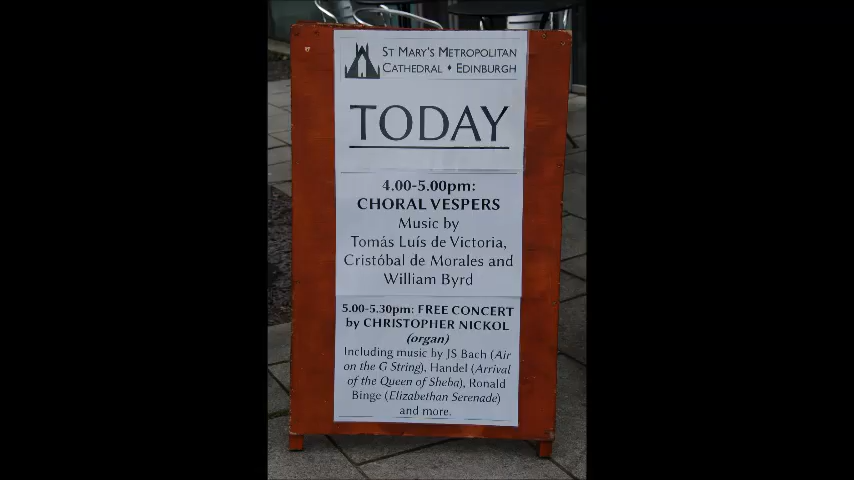 St Mary's Metropolitan
Cathedral • Edinburgh
TODAY
4.00-5.00pm:
CHORAL VESPERS
Music by
Tomás Luís de Victoria,
Cristóbal de Morales and
William Byrd
5.00-5.30pm: FREE CONCERT
by CHRISTOPHER NICKOL
(organ)
Including music by JS Bach (Air
on the G String), Handel (Arrival
of the Queen of Sheba), Ronald
Binge (Elizabethan Serenade)
and more.